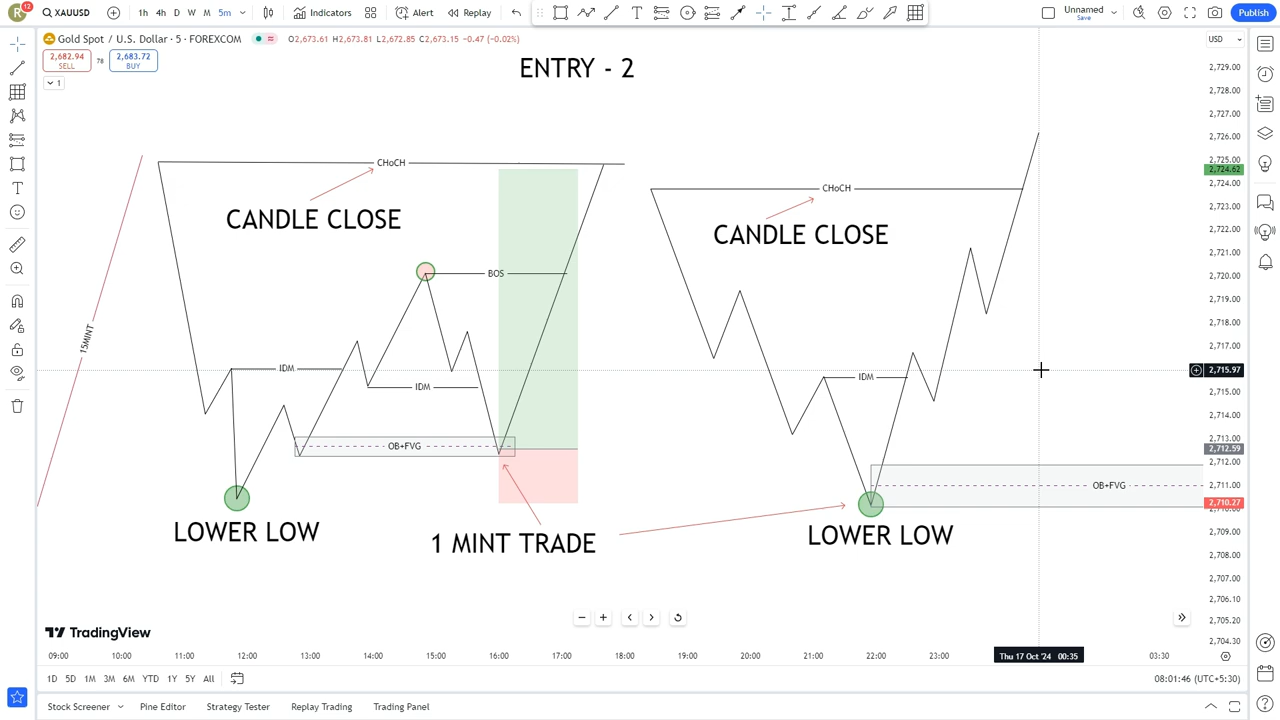 R 12 XAUUSD 1h 4h D W M 5m Indicators Alert Replay Unnamed Save Publish
Gold Spot / U.S. Dollar · 5 · FOREXCOM O2,673.61 H2,673.81 L2,672.85 C2,673.15 -0.47 (-0.02%) USD
2,682.94 SELL 78 2,683.72 BUY
1
ENTRY - 2
2,729.00
2,728.00
2,727.00
2,726.00
2,725.00
2,724.62
2,724.00
2,723.00
2,722.00
2,721.00
2,720.00
2,719.00
2,718.00
2,717.00
2,715.97
2,715.00
2,714.00
2,713.00
2,712.59
2,712.00
2,711.00
2,710.27
2,709.00
2,708.00
2,707.00
2,706.10
2,705.20
2,704.30
15MINT
CHoCH
CANDLE CLOSE
BOS
IDM
IDM
OB+FVG
LOWER LOW
1 MINT TRADE
CHoCH
CANDLE CLOSE
IDM
OB+FVG
LOWER LOW
TradingView
09:00 10:00 11:00 12:00 13:00 14:00 15:00 16:00 17:00 18:00 19:00 20:00 21:00 22:00 23:00 Thu 17 Oct '24 00:35 03:30
1D 5D 1M 3M 6M YTD 1Y 5Y All 08:01:46 (UTC+5:30)
Stock Screener Pine Editor Strategy Tester Replay Trading Trading Panel